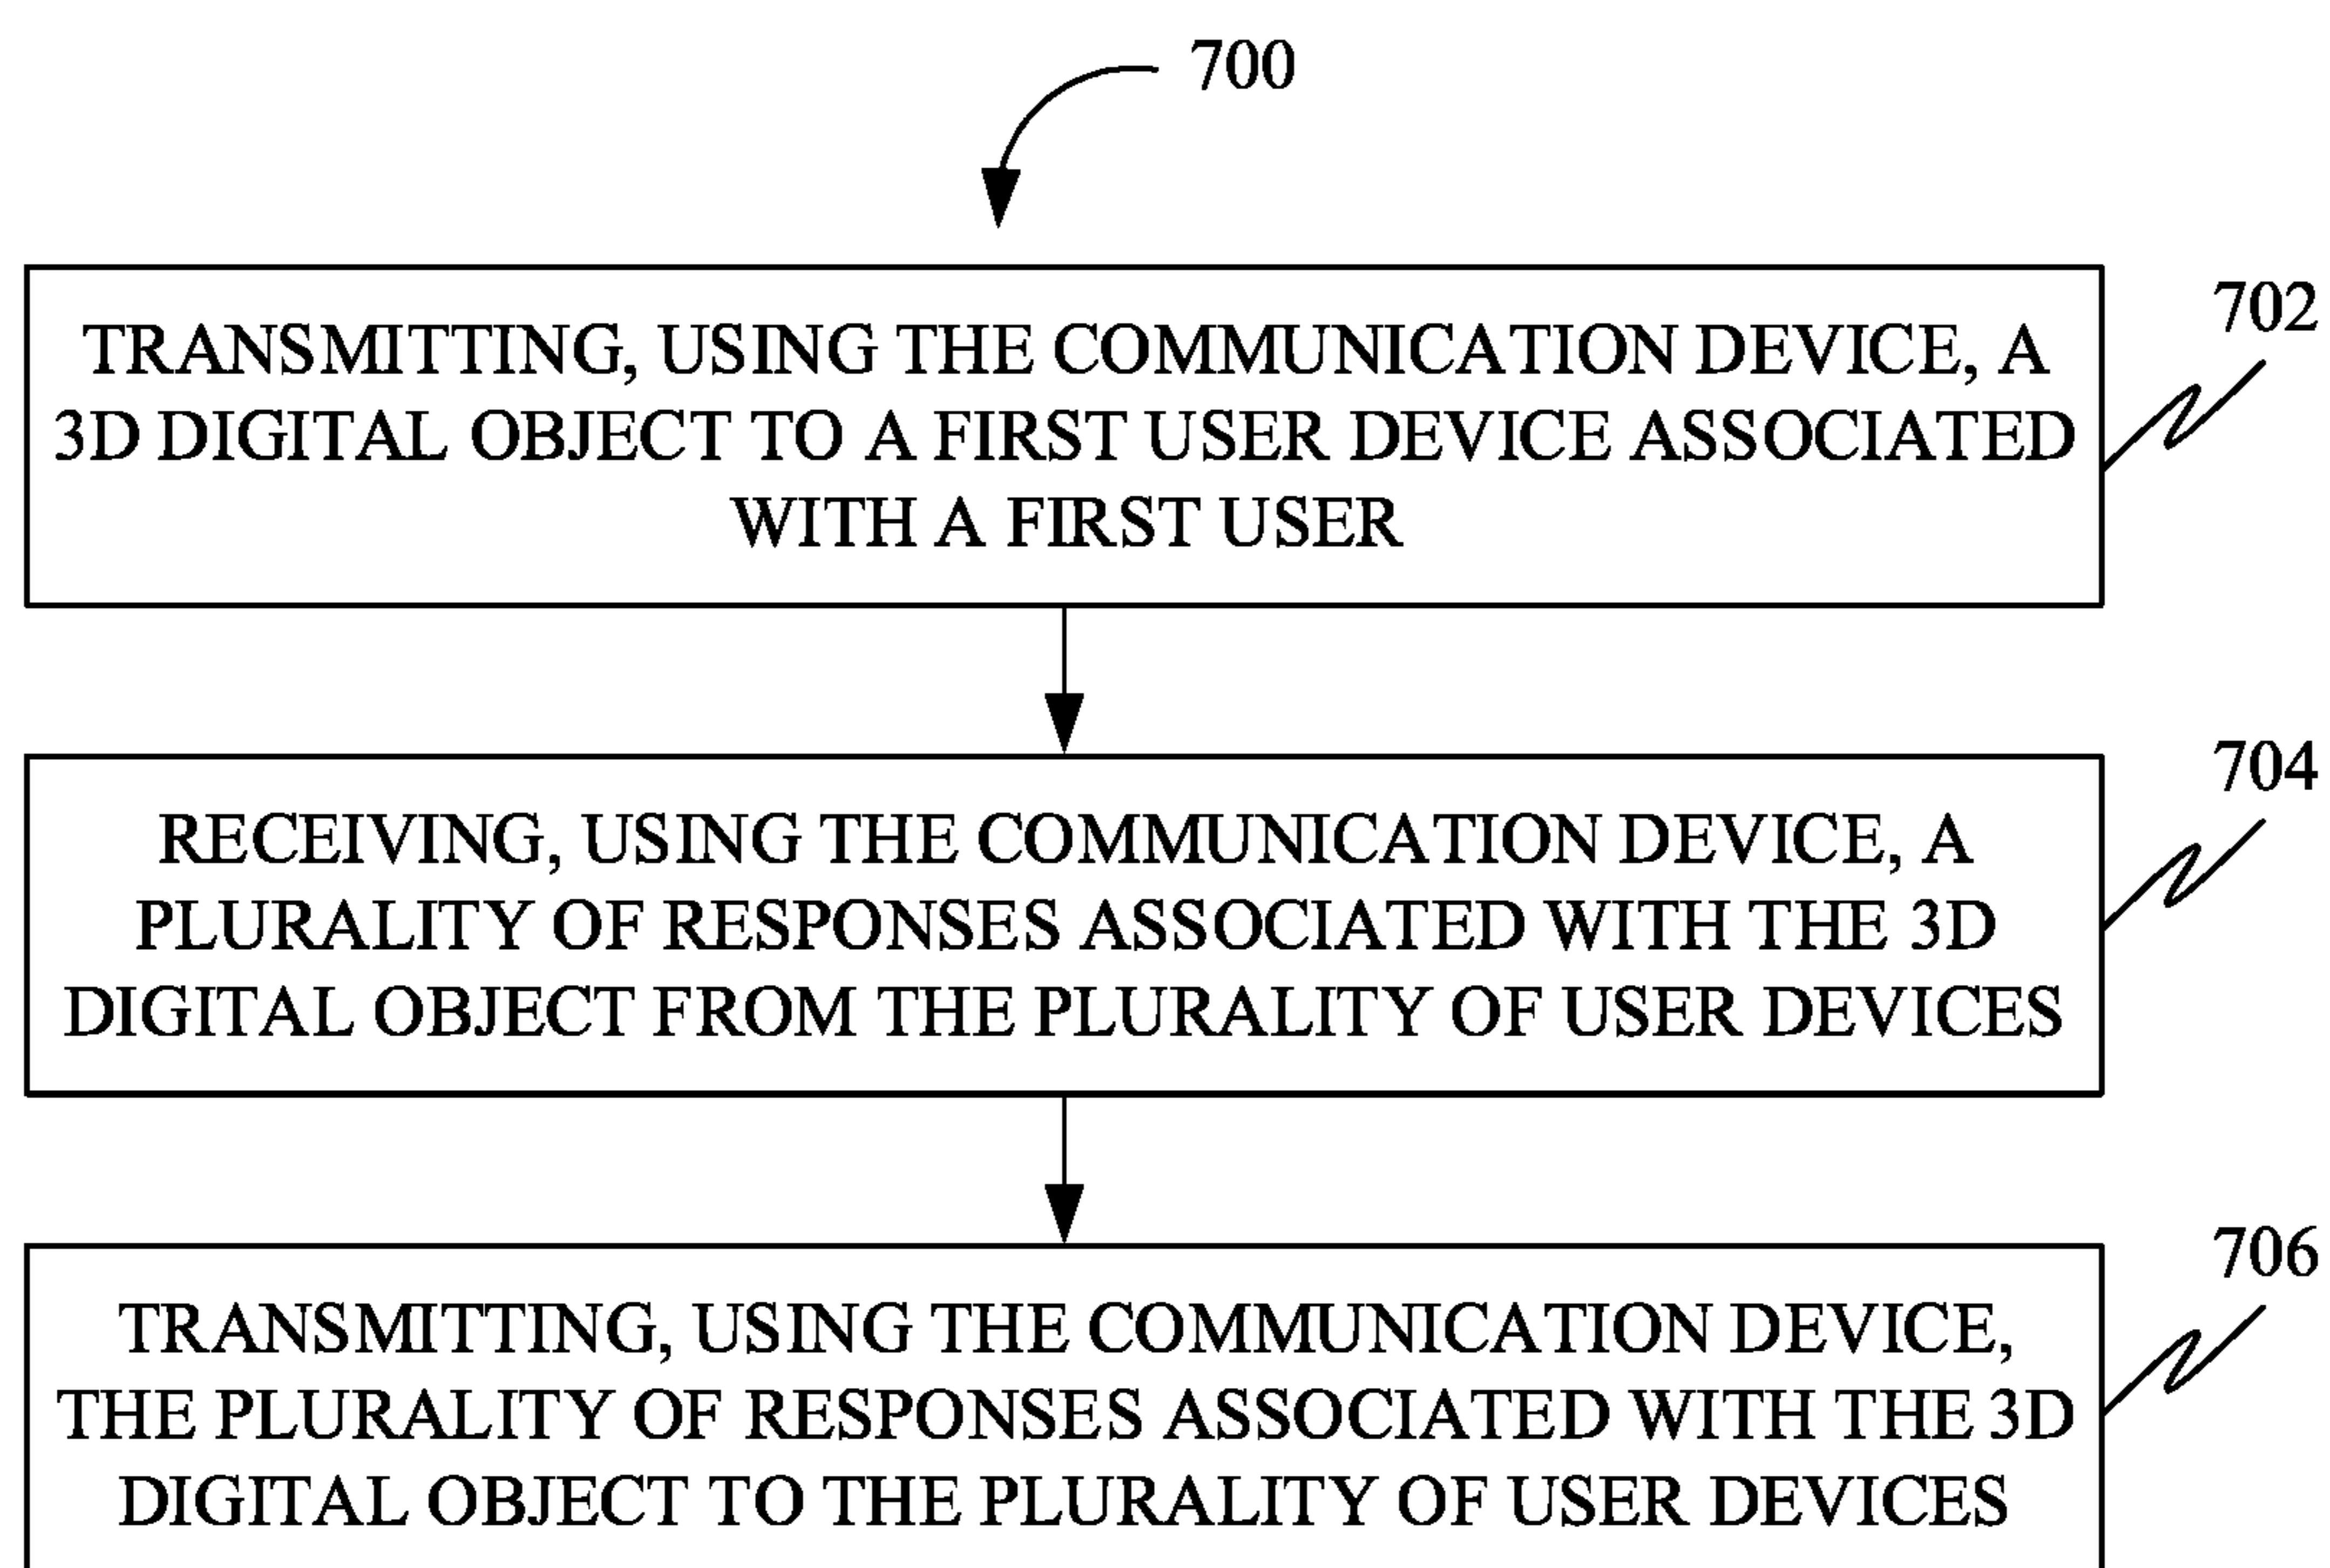 700
702
TRANSMITTING, USING THE COMMUNICATION DEVICE, A
3D DIGITAL OBJECT TO A FIRST USER DEVICE ASSOCIATED
WITH A FIRST USER
704
RECEIVING, USING THE COMMUNICATION DEVICE, A
PLURALITY OF RESPONSES ASSOCIATED WITH THE 3D
DIGITAL OBJECT FROM THE PLURALITY OF USER DEVICES
706
TRANSMITTING, USING THE COMMUNICATION DEVICE,
THE PLURALITY OF RESPONSES ASSOCIATED WITH THE 3D
DIGITAL OBJECT TO THE PLURALITY OF USER DEVICES